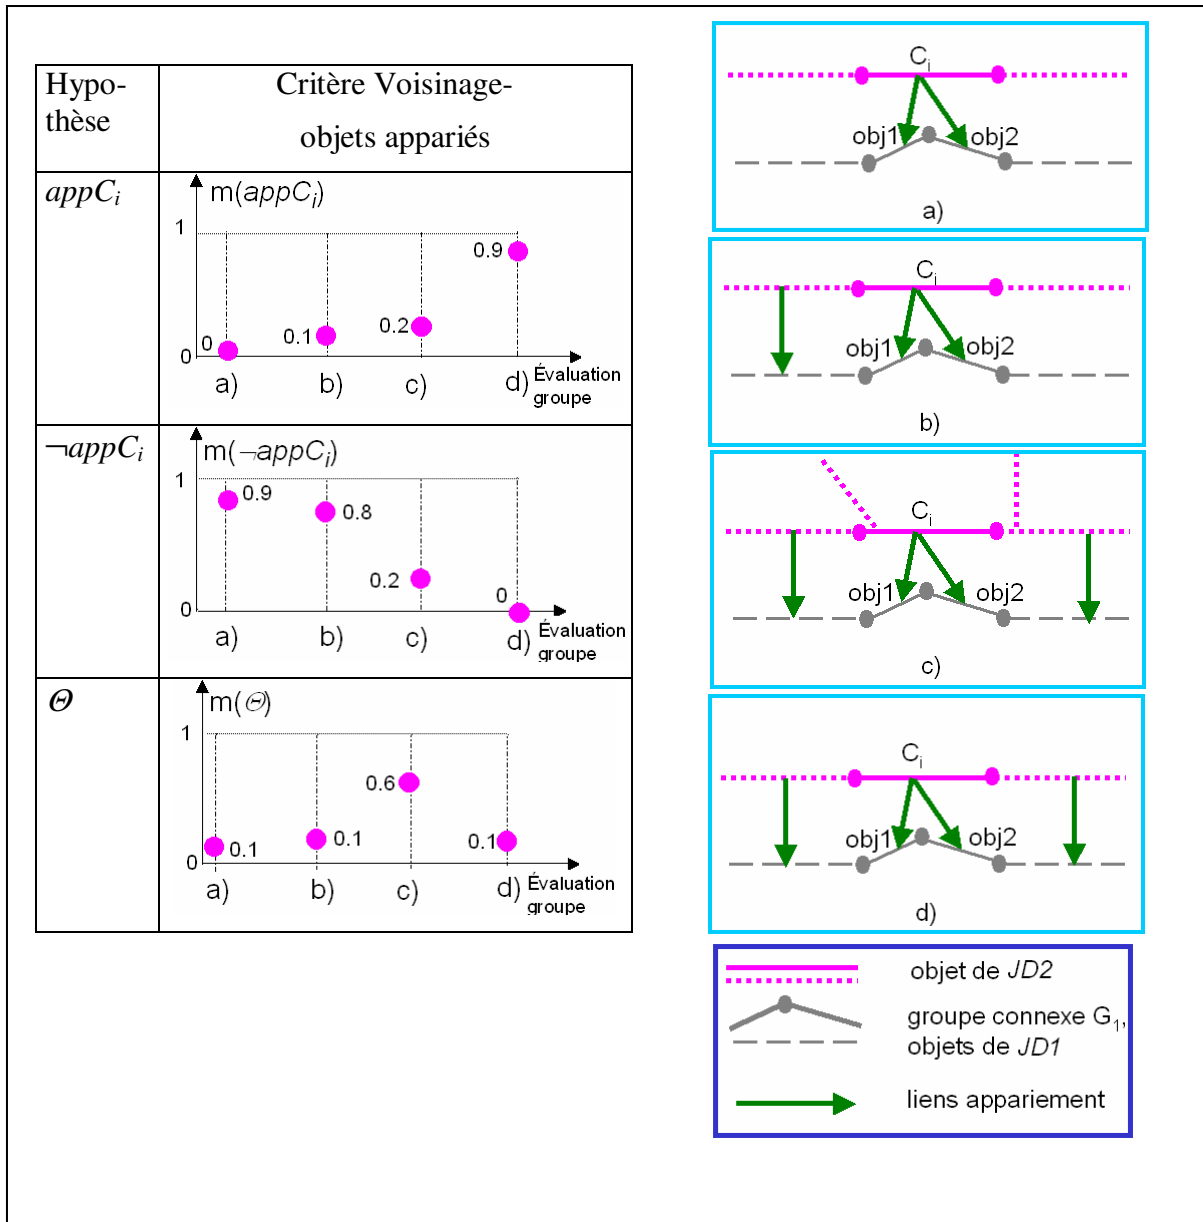 Hypo-
thèse
Critère Voisinage-
objets appariés
appCi
m(appCi)
1
0
0
0.1
0.2
0.9
a)
b)
c)
d)
Évaluation
groupe
¬appCi
m(¬appCi)
1
0
0.9
0.8
0.2
0
a)
b)
c)
d)
Évaluation
groupe
Θ
m(Θ)
1
0
0.1
0.1
0.6
0.1
a)
b)
c)
d)
Évaluation
groupe
Ci
obj1
obj2
a)
Ci
obj1
obj2
b)
Ci
obj1
obj2
c)
Ci
obj1
obj2
d)
objet de JD2
groupe connexe G1,
objets de JD1
liens appariement